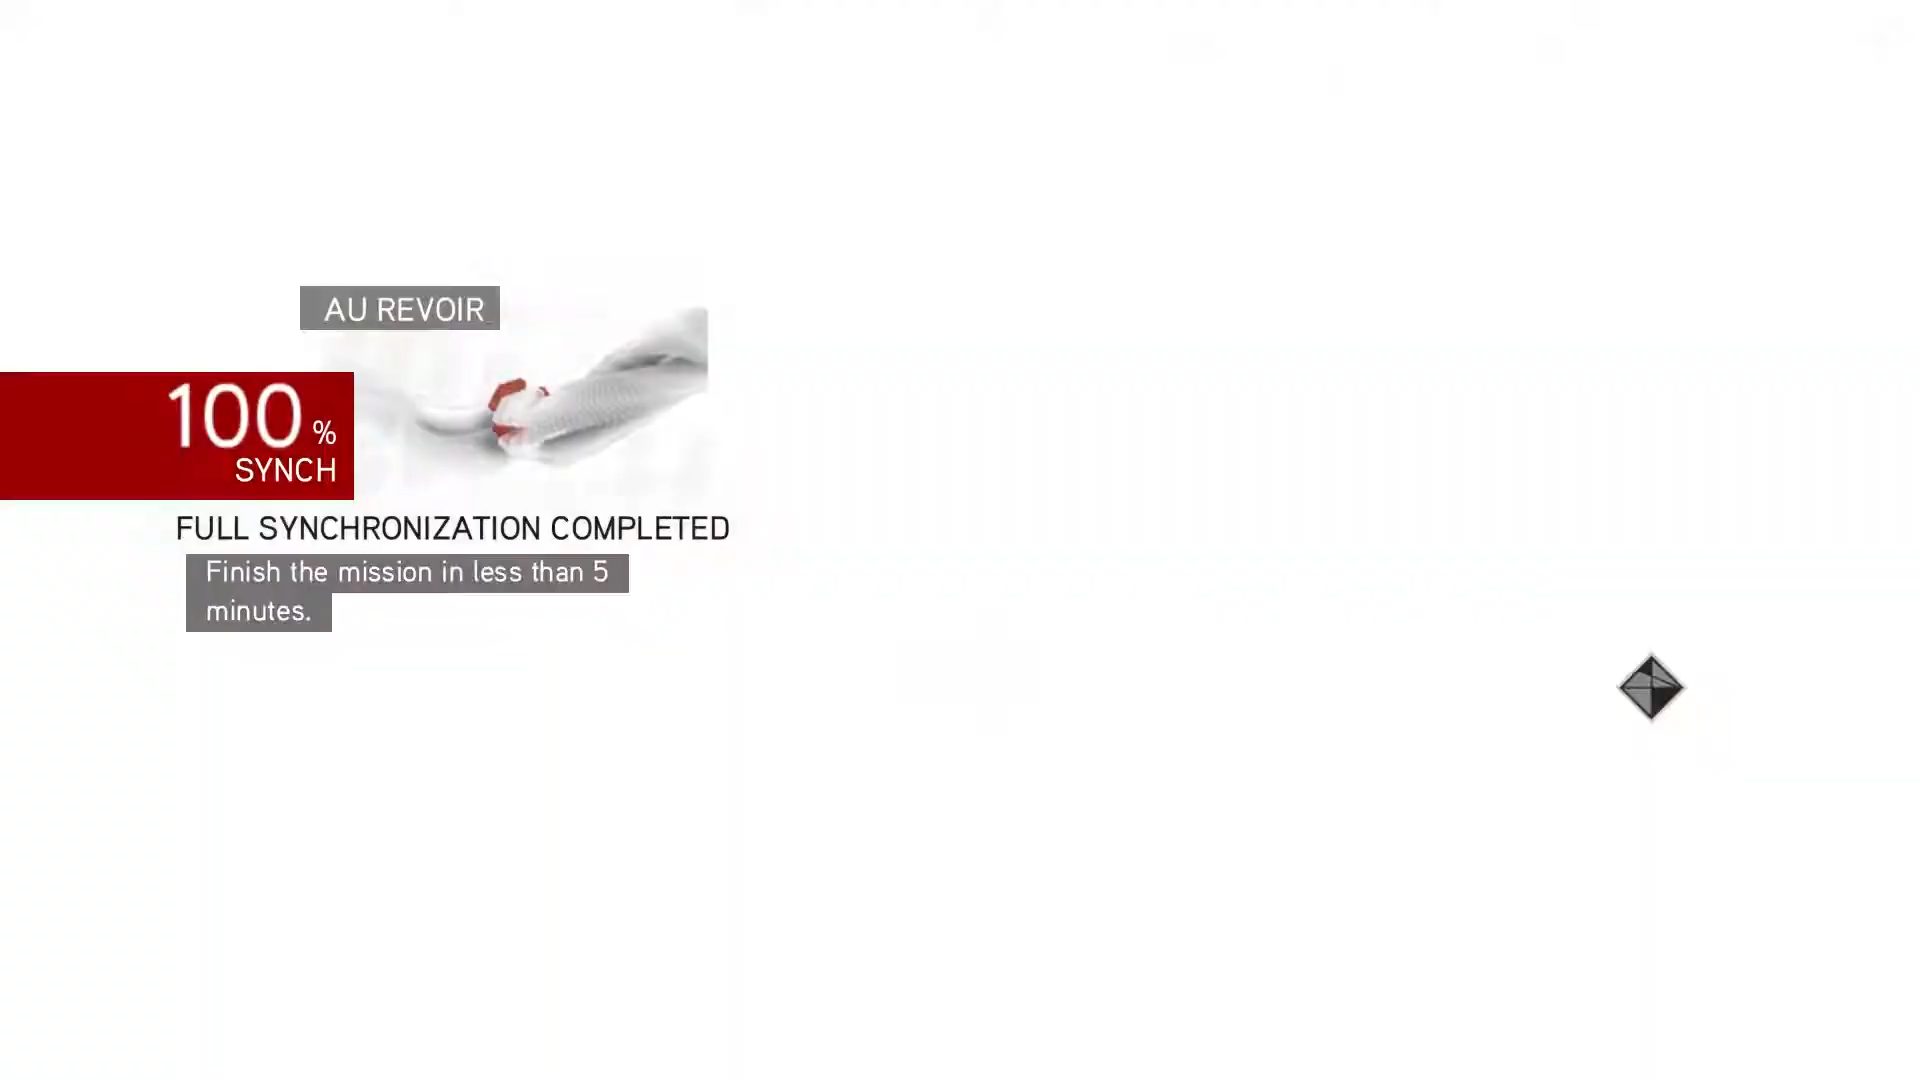 AU REVOIR
100 %
SYNCH
FULL SYNCHRONIZATION COMPLETED
Finish the mission in less than 5
minutes.